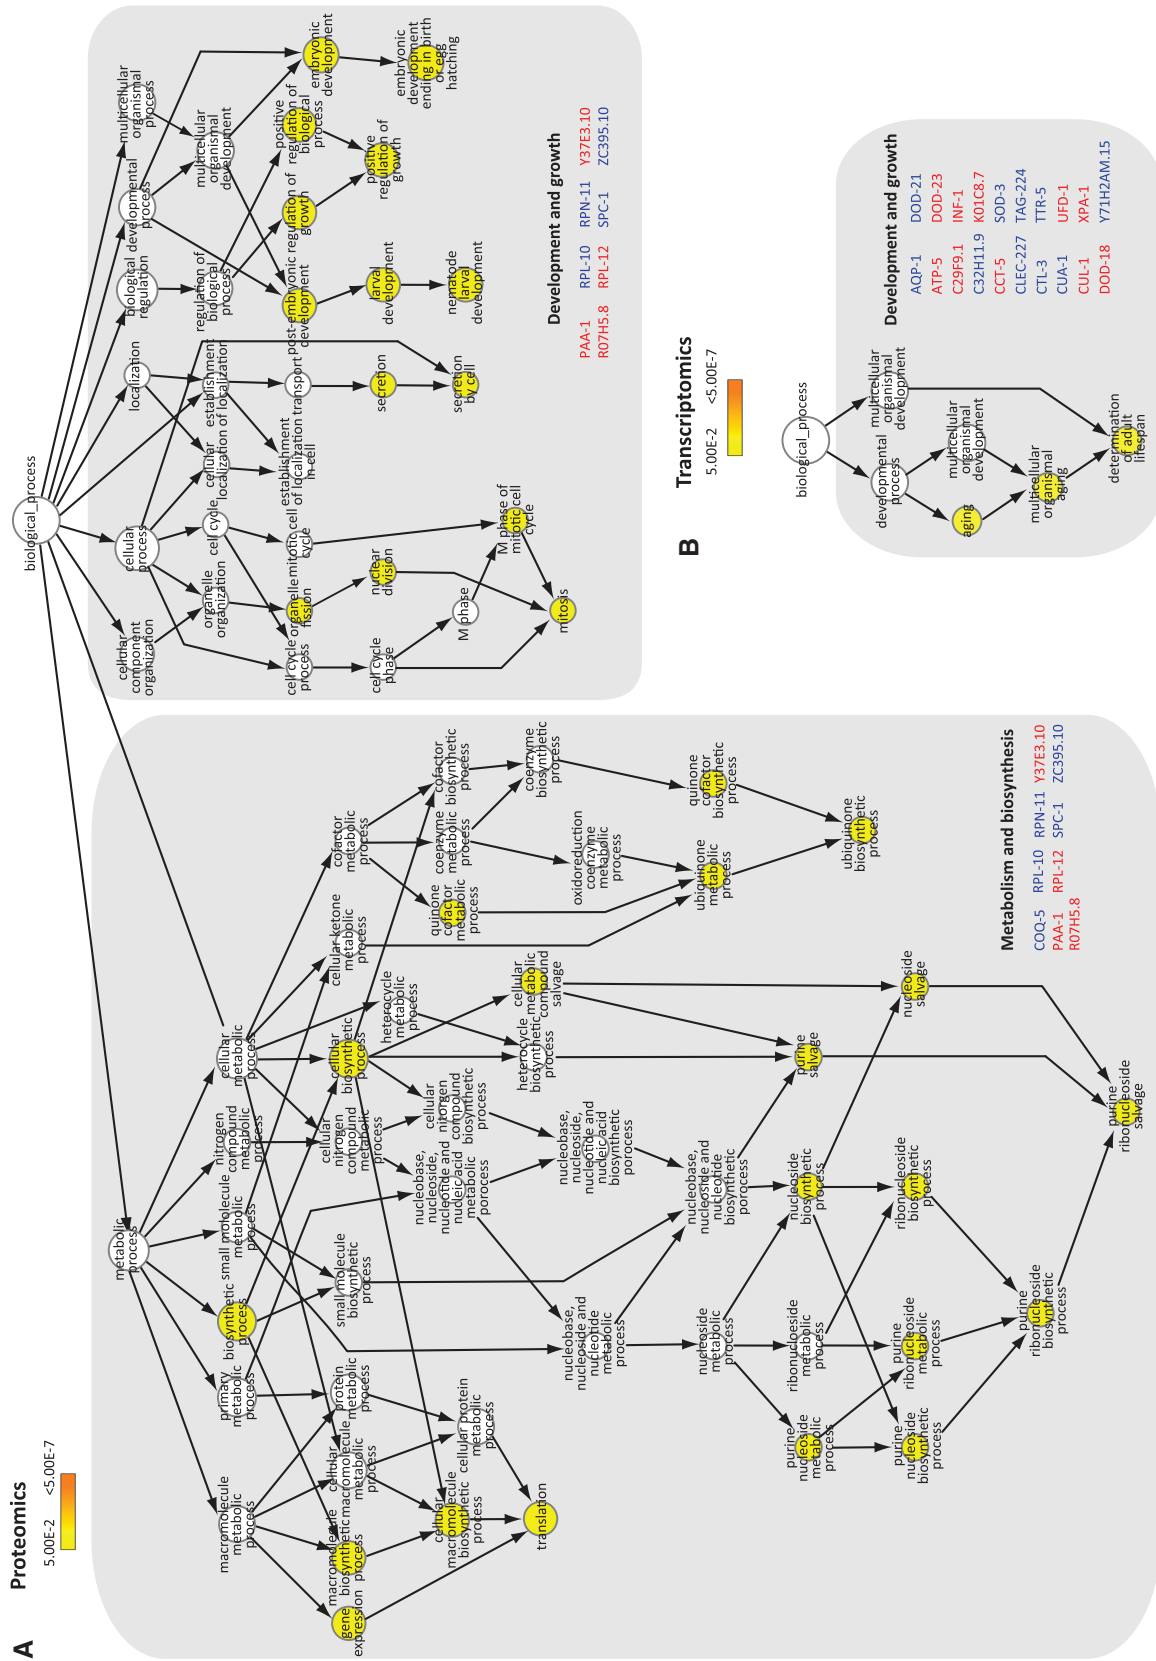 A
Proteomics
5.00E-2 <5.00E-7
biological_process
metabolic
process
macromolecule
metabolic
process
primary
metabolic
process
biosynthetic
process
small mololecule
metabolic
process
nitrogen
compound
metabolic
process
cellular
metabolic
process
gene
expression
macromolecule
biosynthetic
process
cellular
macromolecule
metabolic
process
protein
metabolic
process
small molecule
biosynthetic
process
cellular
nitrogen
compound
metabolic
process
cellular
biosynthetic
process
heterocycle
metabolic
process
cellular ketone
metabolic
process
cofactor
metabolic
process
cellular
macromolecule
biosynthetic
process
cellular protein
metabolic
process
nucleobase,
nucleoside,
nucleotide and
nucleic acid
metabolic
porocess
cellular
nitorgen
compound
biosynthetic
process
quinone
cofactor
metabolic
process
coenzyme
metabolic
process
cofactor
biosynthetic
process
translation
heterocycle
biosynthetic
process
cellular
metabolic
compound
salvage
coenzyme
biosynthetic
process
nucleobase,
nucleoside and
nucleotide
metabolic
process
nucleobase,
nucleoside,
nucleotide and
nucleic acid
biosynthetic
porocess
oxidoreduction
coenzyme
metabolic
process
nucleoside
metabolic
process
nucleobase,
nucleoside and
nucleotide
biosynthetic
porocess
ubiquinone
metabolic
process
quinone
cofactor
biosynthetic
process
purine
nucleoside
metabolic
process
ribonucloeside
metabolic
process
nucleoside
biosynthetic
process
purine
salvage
ubiquinone
biosynthetic
process
purine
nucleoside
biosynthetic
process
purine
ribonucleoside
metabolic
process
ribonucleoside
biosynthetic
process
nucleoside
salvage
purine
ribonucleoside
biosynthetic
process
purine
ribonucleoside
salvage
Metabolism and biosynthesis
COQ-5 RPL-10 RPN-11 Y37E3.10
PAA-1 RPL-12 SPC-1 ZC395.10
R07H5.8
cellular
component
organization
cellular
process
localization
biological
regulation
developmental
process
multicellular
organismal
process
organelle
organization
cell cycle
cellular
localization
establishment
of localization
regulation of
biological
process
multicellular
organismal
development
cell cycle
process
organelle
fission
mitotic cell
cycle
establishment
of localization
in cell
transport
post-embryonic
development
regulation of
growth
positive
regulation of
biological
process
embryonic
development
cell cycle
phase
nuclear
division
secretion
larval
development
positive
regulation of
growth
embryonic
development
ending in birth
or egg
hatching
M phase
M phase of
mitotic cell
cycle
secretion
by cell
nematode
larval
development
mitosis
Development and growth
PAA-1 RPL-10 RPN-11 Y37E3.10
R07H5.8 RPL-12 SPC-1 ZC395.10
B
Transcriptomics
5.00E-2 <5.00E-7
biological_process
developmental
process
multicellular
organismal
development
aging
multicellular
organismal
development
multicellular
organismal
aging
determination
of adult
lifespan
Development and growth
AQP-1 DOD-21
ATP-5 DOD-23
C29F9.1 INF-1
C32H11.9 K01C8.7
CCT-5 SOD-3
CLEC-227 TAG-224
CTL-3 TTR-5
CUA-1 UFD-1
CUL-1 XPA-1
DOD-18 Y71H2AM.15